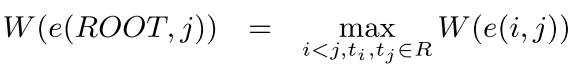 W(e(ROOT, j)) = max_{i<j,t_i,t_j∈R} W(e(i, j))